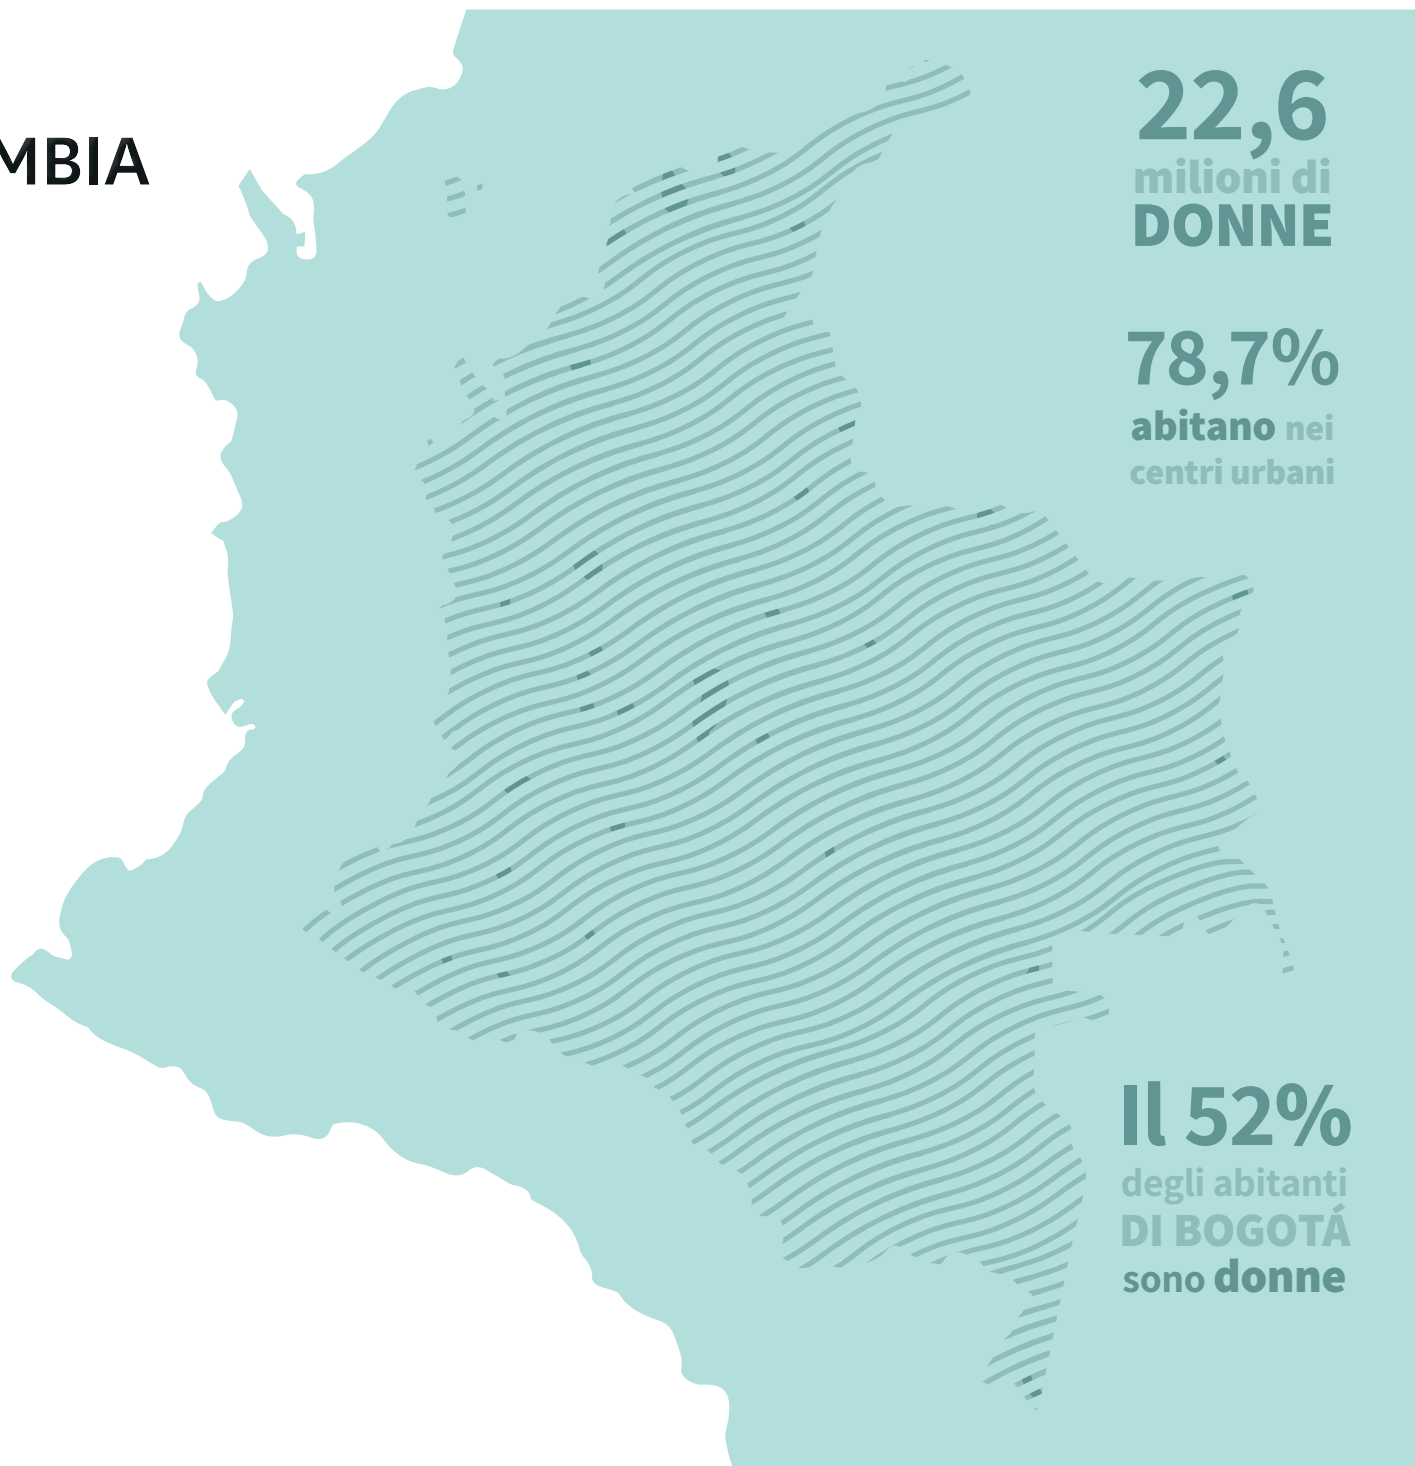 MBIA
22,6
milioni di
DONNE
78,7%
abitano nei
centri urbani
Il 52%
degli abitanti
DI BOGOTÁ
sono donne